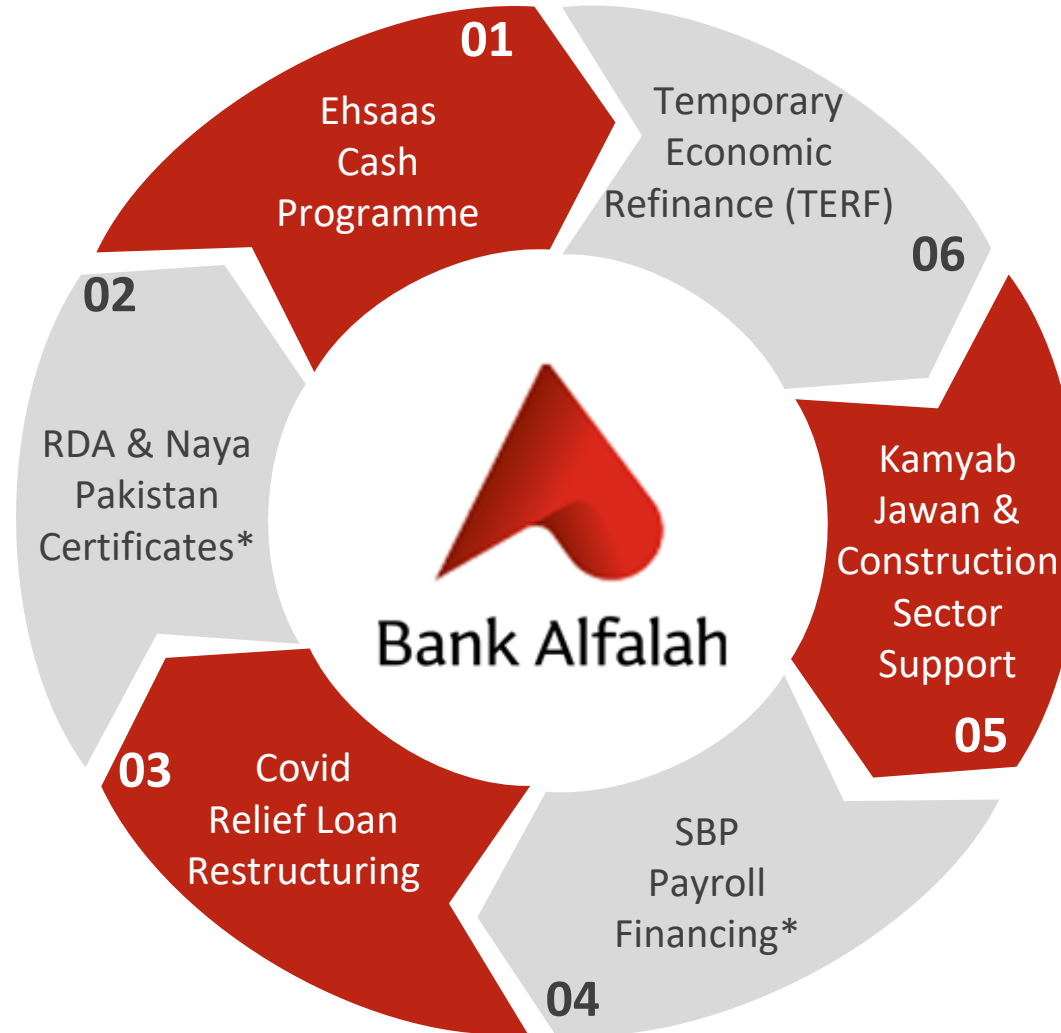 01
Ehsaas
Cash
Programme
02
RDA & Naya
Pakistan
Certificates*
03
Covid
Relief Loan
Restructuring
04
SBP
Payroll
Financing*
05
Kamyab
Jawan &
Construction
Sector
Support
06
Temporary
Economic
Refinance (TERF)
Bank Alfalah